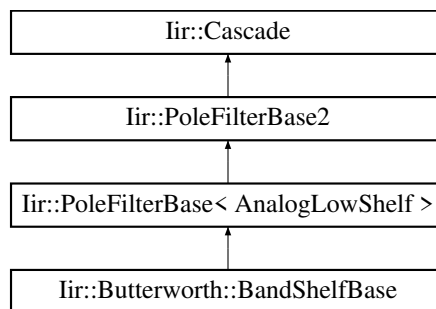 Iir::Cascade
Iir::PoleFilterBase2
Iir::PoleFilterBase< AnalogLowShelf >
Iir::Butterworth::BandShelfBase